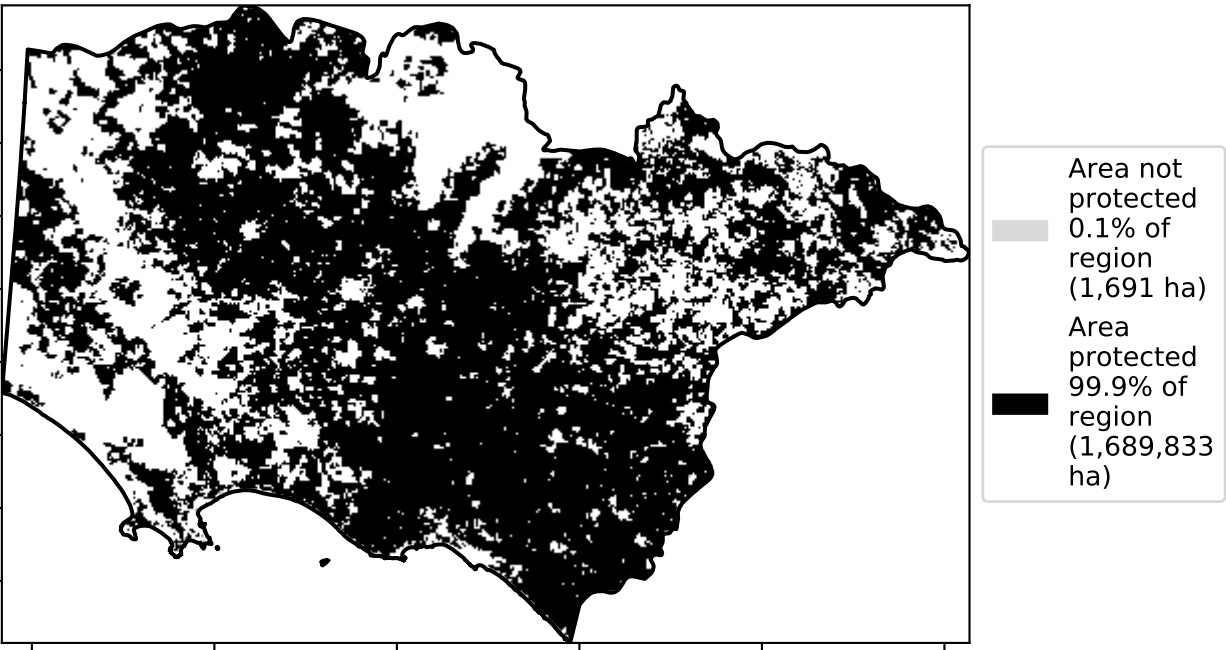 Area not
protected
0.1% of
region
(1,691 ha)
Area
protected
99.9% of
region
(1,689,833
ha)